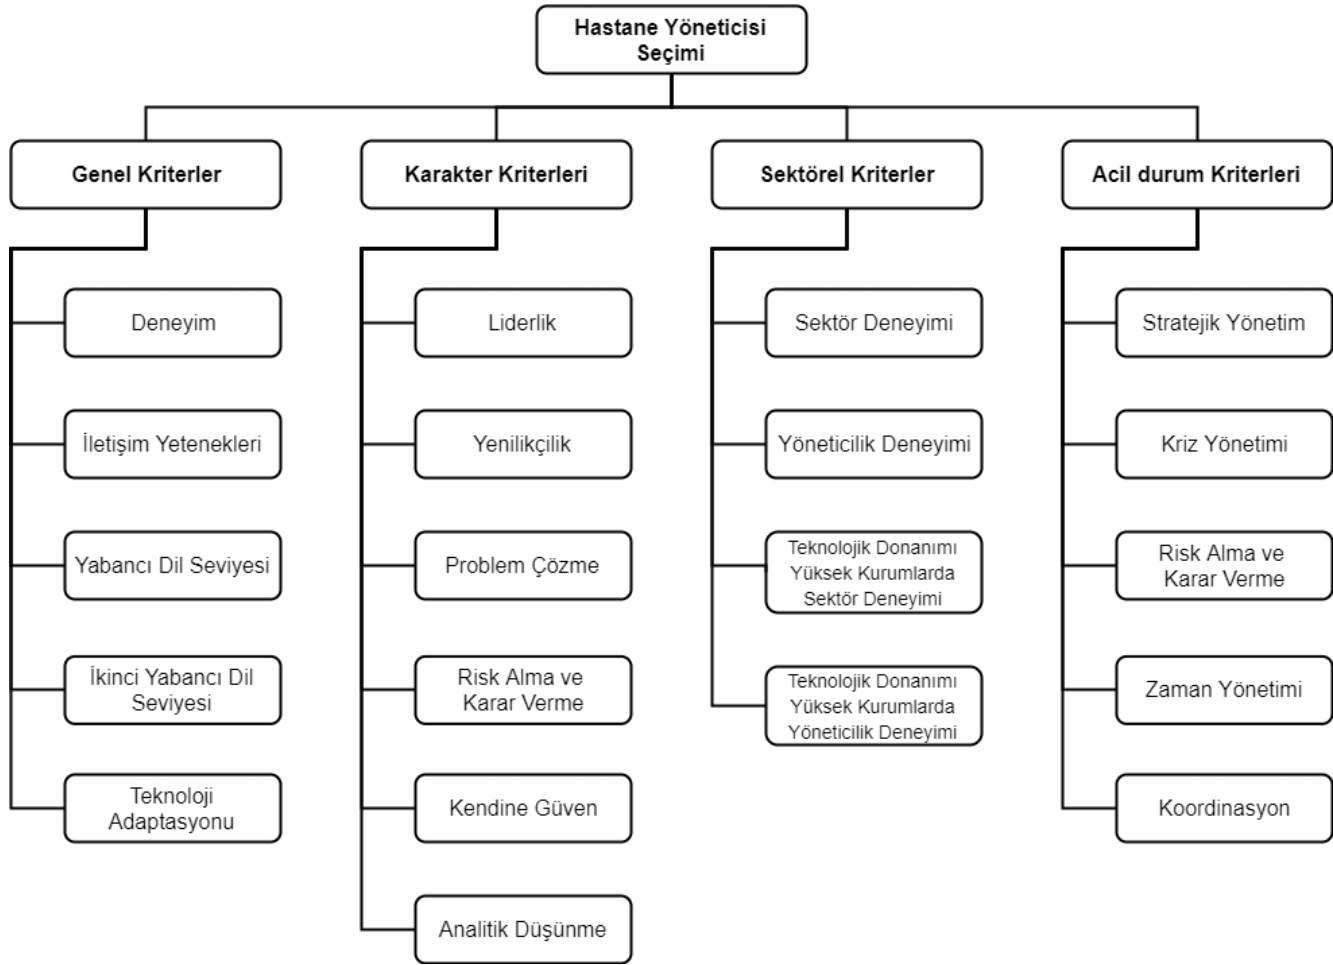 Hastane Yöneticisi
Seçimi
Genel Kriterler
Deneyim
İletişim Yetenekleri
Yabancı Dil Seviyesi
İkinci Yabancı Dil
Seviyesi
Teknoloji
Adaptasyonu
Karakter Kriterleri
Liderlik
Yenilikçilik
Problem Çözme
Risk Alma ve
Karar Verme
Kendine Güven
Analitik Düşünme
Sektörel Kriterler
Sektör Deneyimi
Yöneticilik Deneyimi
Teknolojik Donanımı
Yüksek Kurumlarda
Sektör Deneyimi
Teknolojik Donanımı
Yüksek Kurumlarda
Yöneticilik Deneyimi
Acil durum Kriterleri
Stratejik Yönetim
Kriz Yönetimi
Risk Alma ve
Karar Verme
Zaman Yönetimi
Koordinasyon